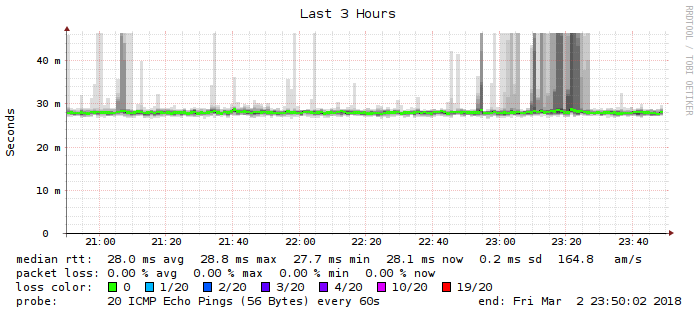 Last 3 Hours
RRDTOOL / TOBI OETIKER
Seconds
40 m
30 m
20 m
10 m
0
21:00 21:20 21:40 22:00 22:20 22:40 23:00 23:20 23:40
median rtt: 28.0 ms avg 28.8 ms max 27.7 ms min 28.1 ms now 0.2 ms sd 164.8 am/s
packet loss: 0.00 % avg 0.00 % max 0.00 % min 0.00 % now
loss color: 0 1/20 2/20 3/20 4/20 10/20 19/20
probe: 20 ICMP Echo Pings (56 Bytes) every 60s end: Fri Mar 2 23:50:02 2018